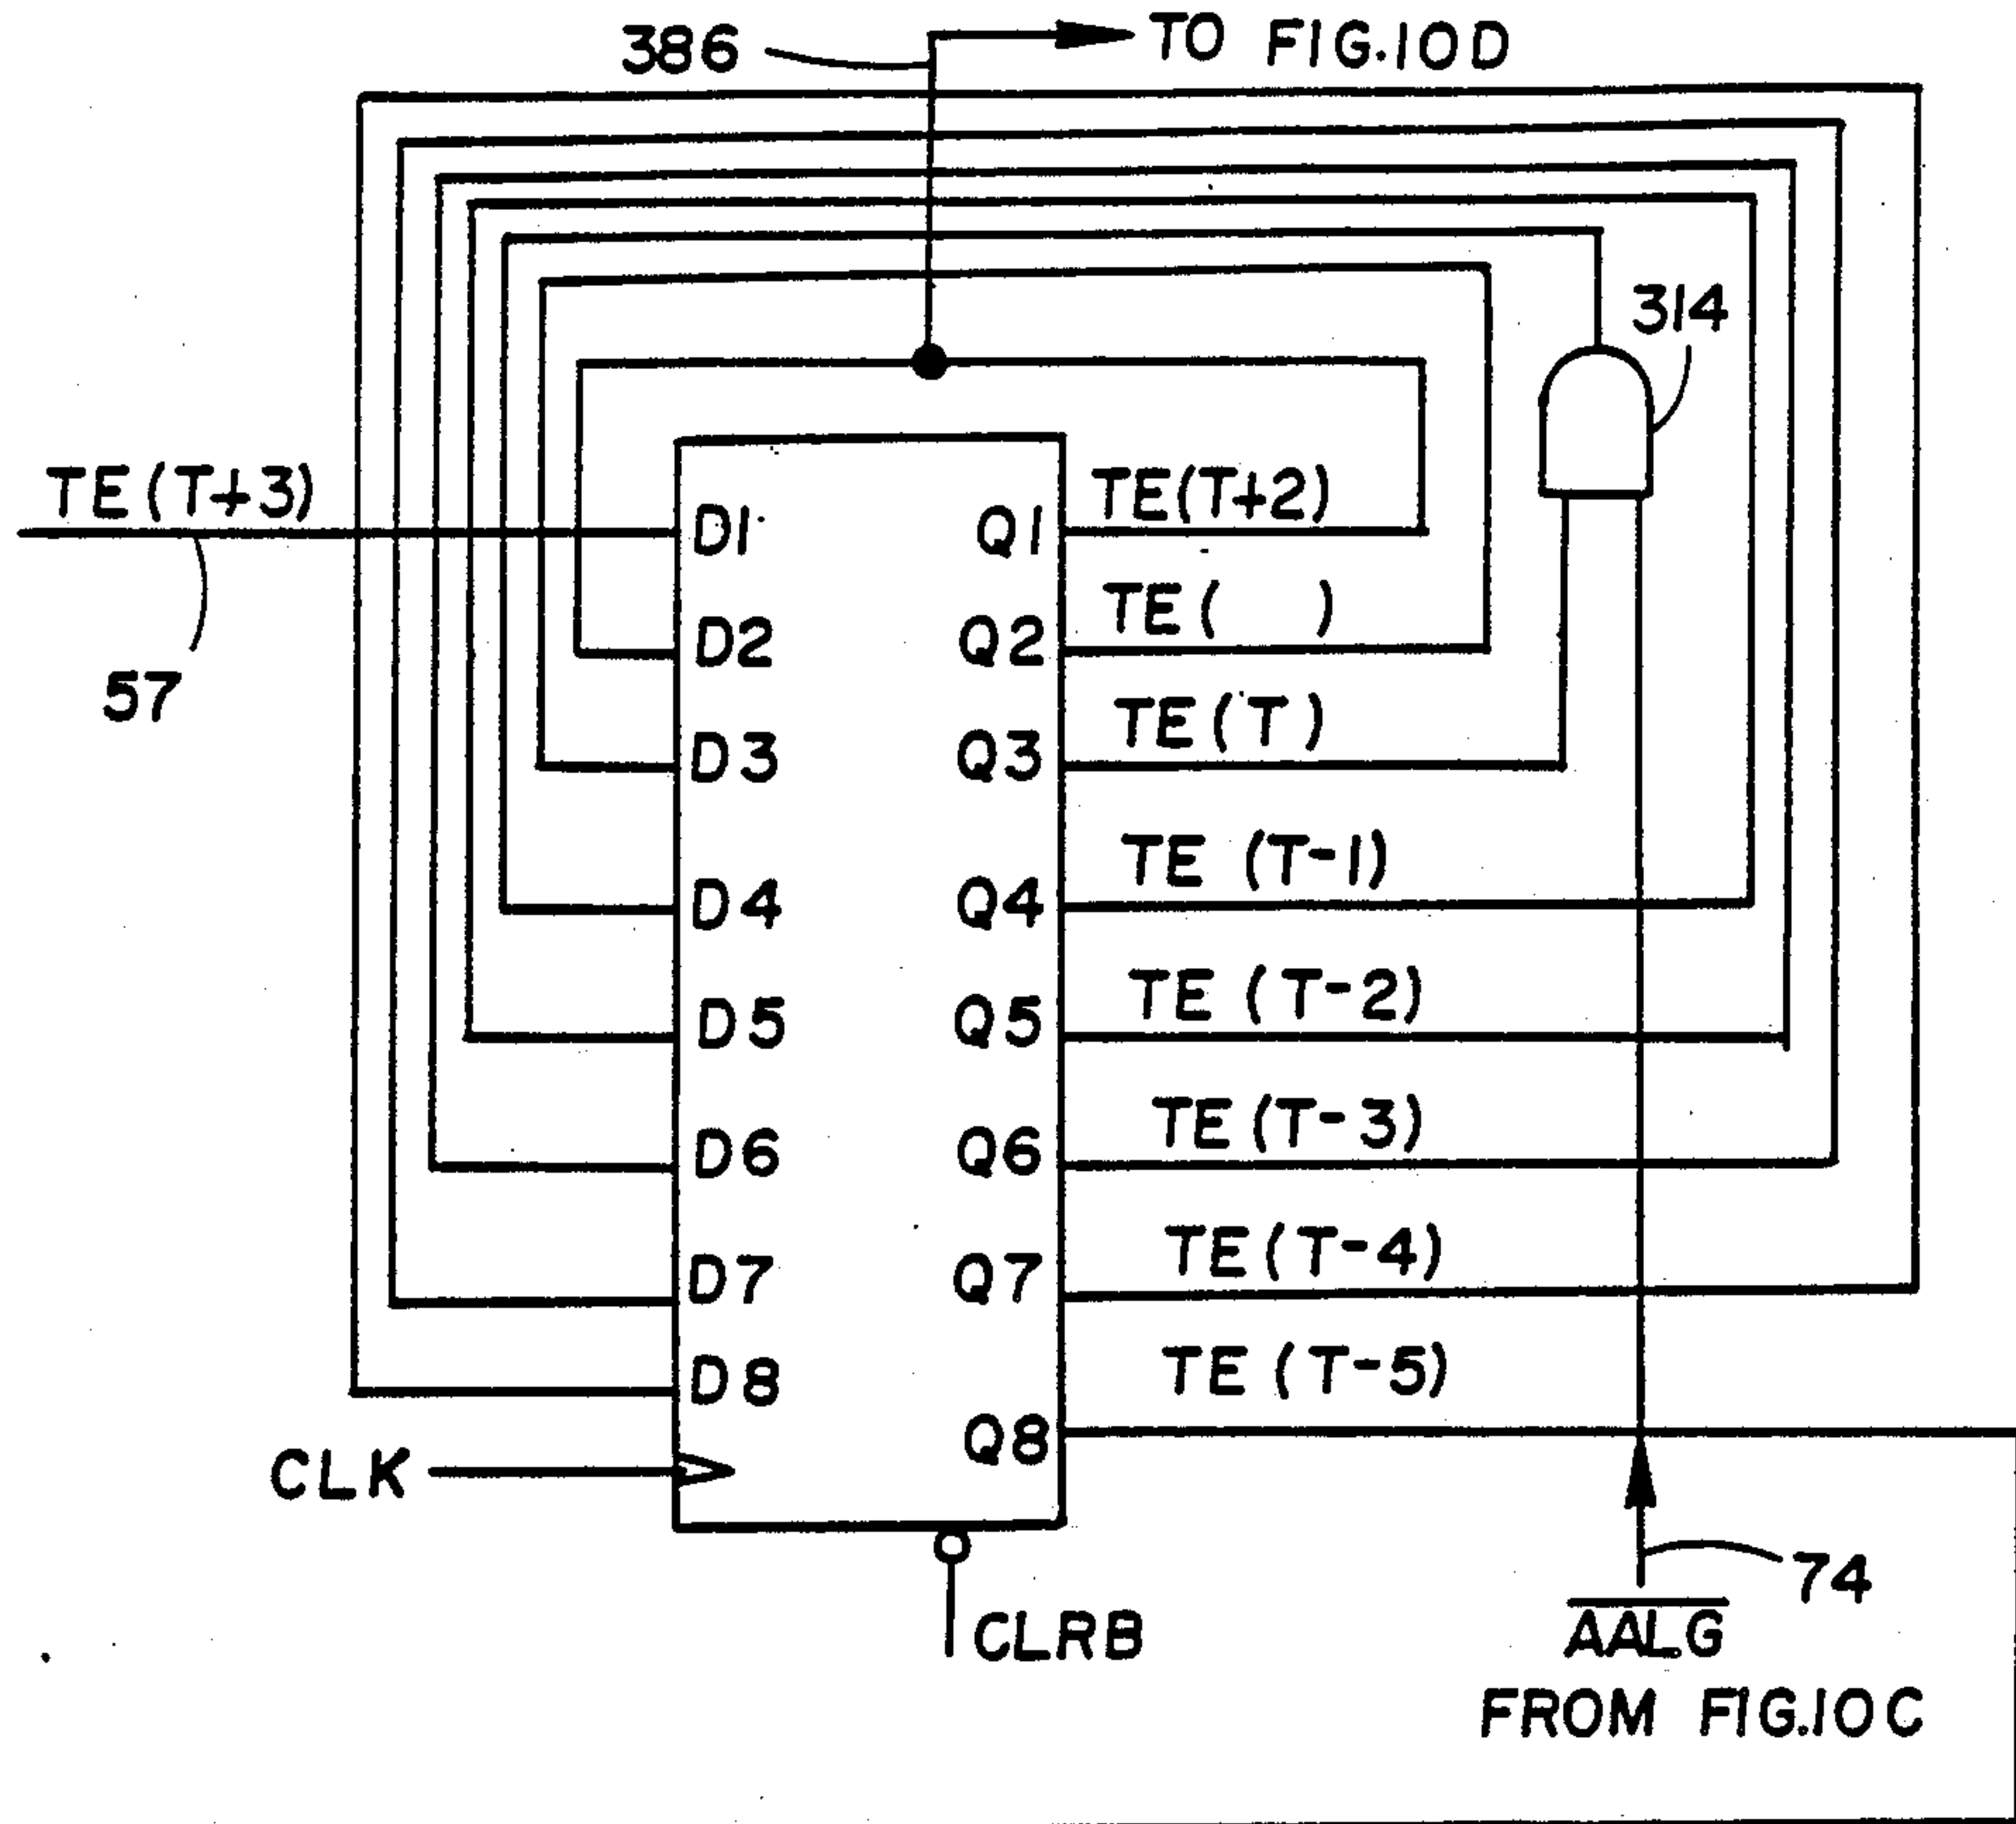 386
TO FIG.10D
314
TE(T+3)
57
D1
Q1
TE(T+2)
D2
Q2
TE( )
D3
Q3
TE(T)
D4
Q4
TE (T-1)
D5
Q5
TE (T-2)
D6
Q6
TE(T-3)
D7
Q7
TE(T-4)
D8
Q8
TE (T-5)
CLK
CLRB
74
AALG
FROM FIG.10C